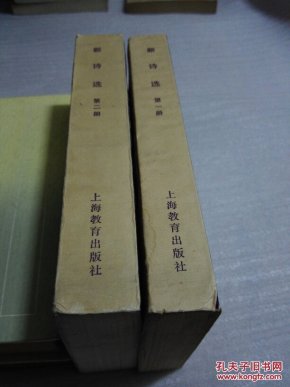 新诗选
第二册
上海教育出版社
新诗选
第一册
上海教育出版社
孔夫子旧书网